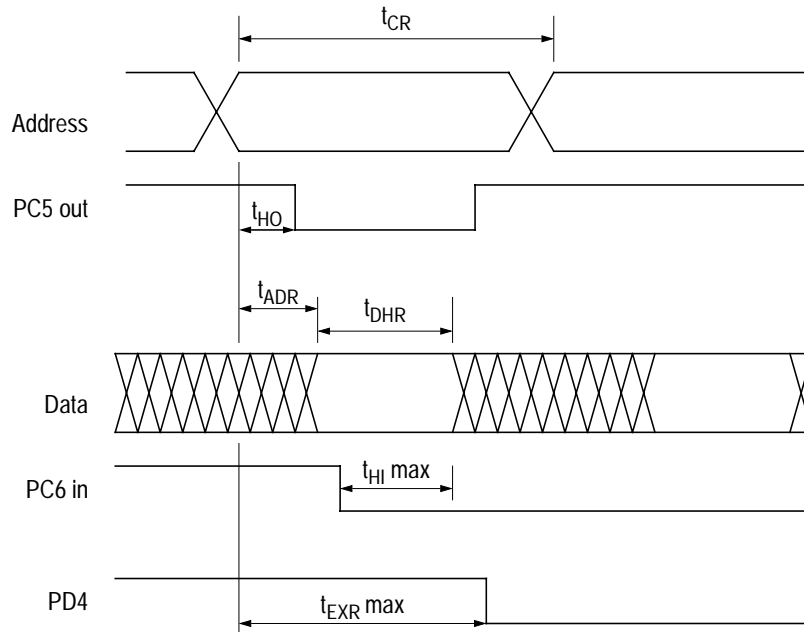 tCR
Address
PC5 out
tHO
tADR
tDHR
Data
PC6 in
tHI max
PD4
tEXR max